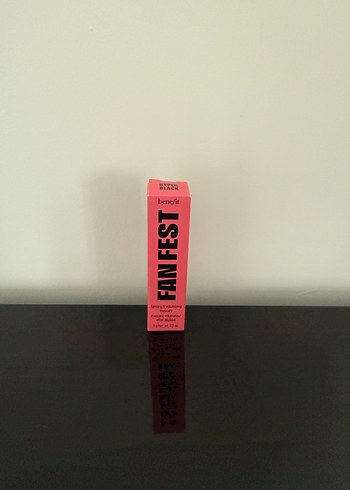 HYPER
BLACK
benefit
FAN FEST
fanning & volumizing
mascara